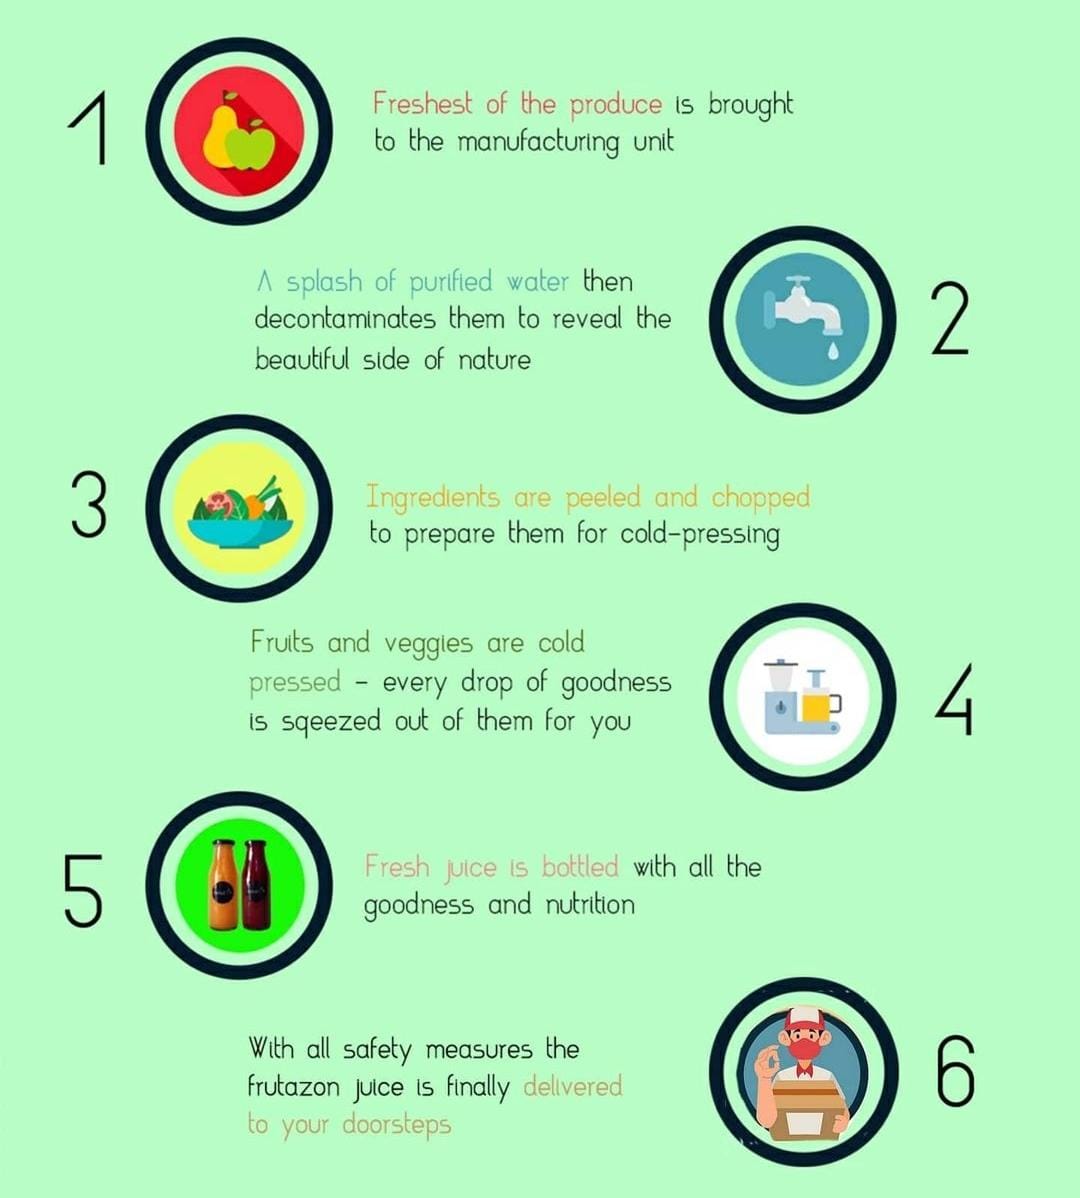 1
Freshest of the produce is brought
to the manufacturing unit
A splash of purified water then
decontaminates them to reveal the
beautiful side of nature
2
3
Ingredients are peeled and chopped
to prepare them for cold-pressing
Fruits and veggies are cold
pressed - every drop of goodness
is sqeezed out of them for you
4
5
Fresh juice is bottled with all the
goodness and nutrition
With all safety measures the
frutazon juice is finally delivered
to your doorsteps
6